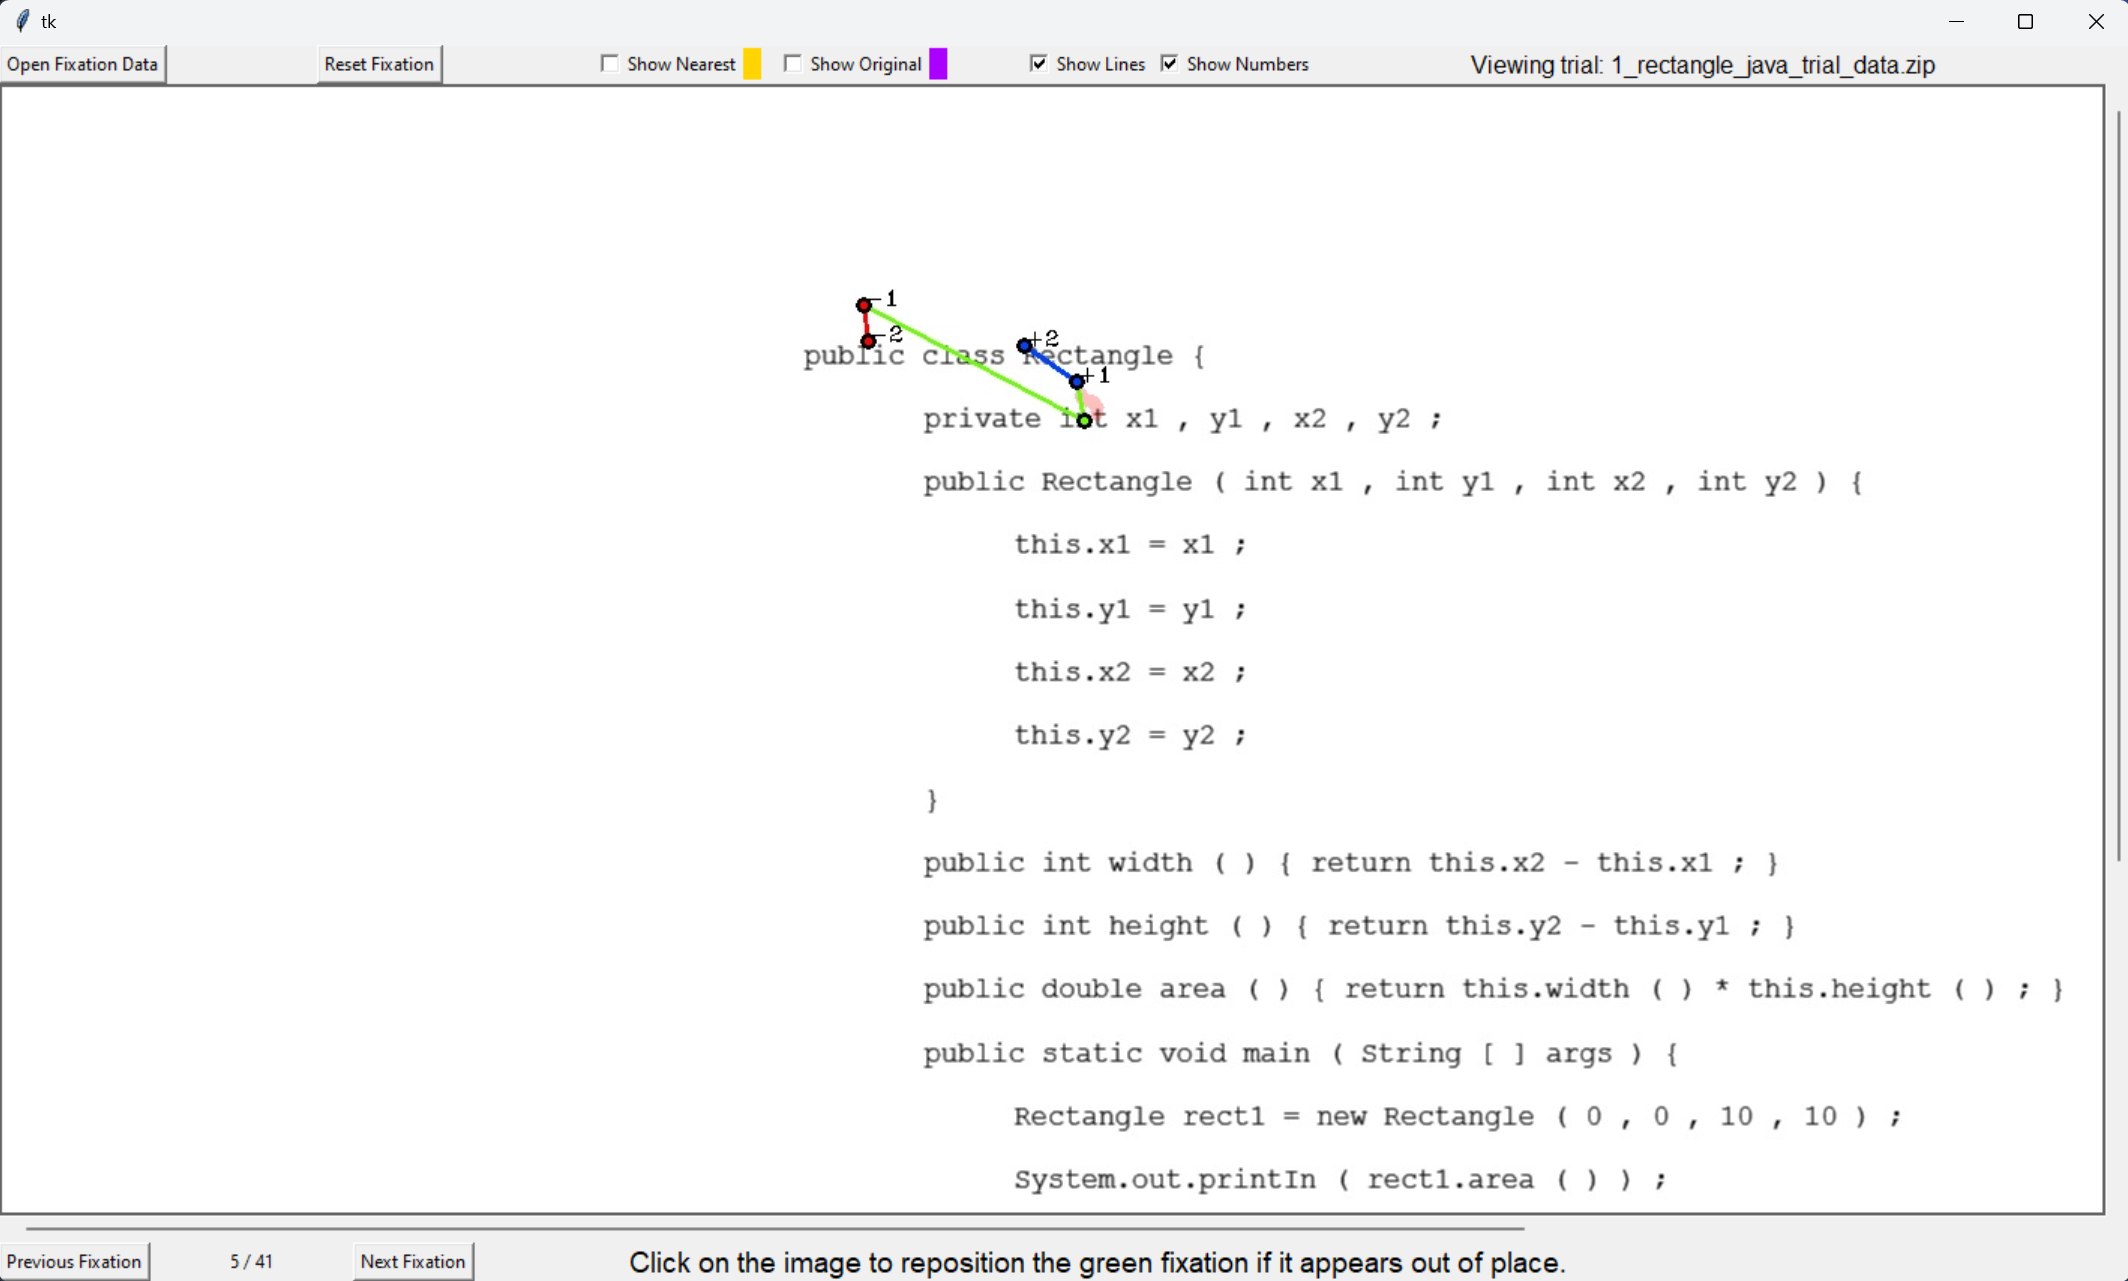 tk
Open Fixation Data Reset Fixation Show Nearest Show Original Show Lines Show Numbers Viewing trial: 1_rectangle_java_trial_data.zip
-1
-2
+2
+1
public class Rectangle {
private int x1 , y1 , x2 , y2 ;
public Rectangle ( int x1 , int y1 , int x2 , int y2 ) {
this.x1 = x1 ;
this.y1 = y1 ;
this.x2 = x2 ;
this.y2 = y2 ;
}
public int width ( ) { return this.x2 - this.x1 ; }
public int height ( ) { return this.y2 - this.y1 ; }
public double area ( ) { return this.width ( ) * this.height ( ) ; }
public static void main ( String [ ] args ) {
Rectangle rect1 = new Rectangle ( 0 , 0 , 10 , 10 ) ;
System.out.printIn ( rect1.area ( ) ) ;
Previous Fixation 5 / 41 Next Fixation Click on the image to reposition the green fixation if it appears out of place.